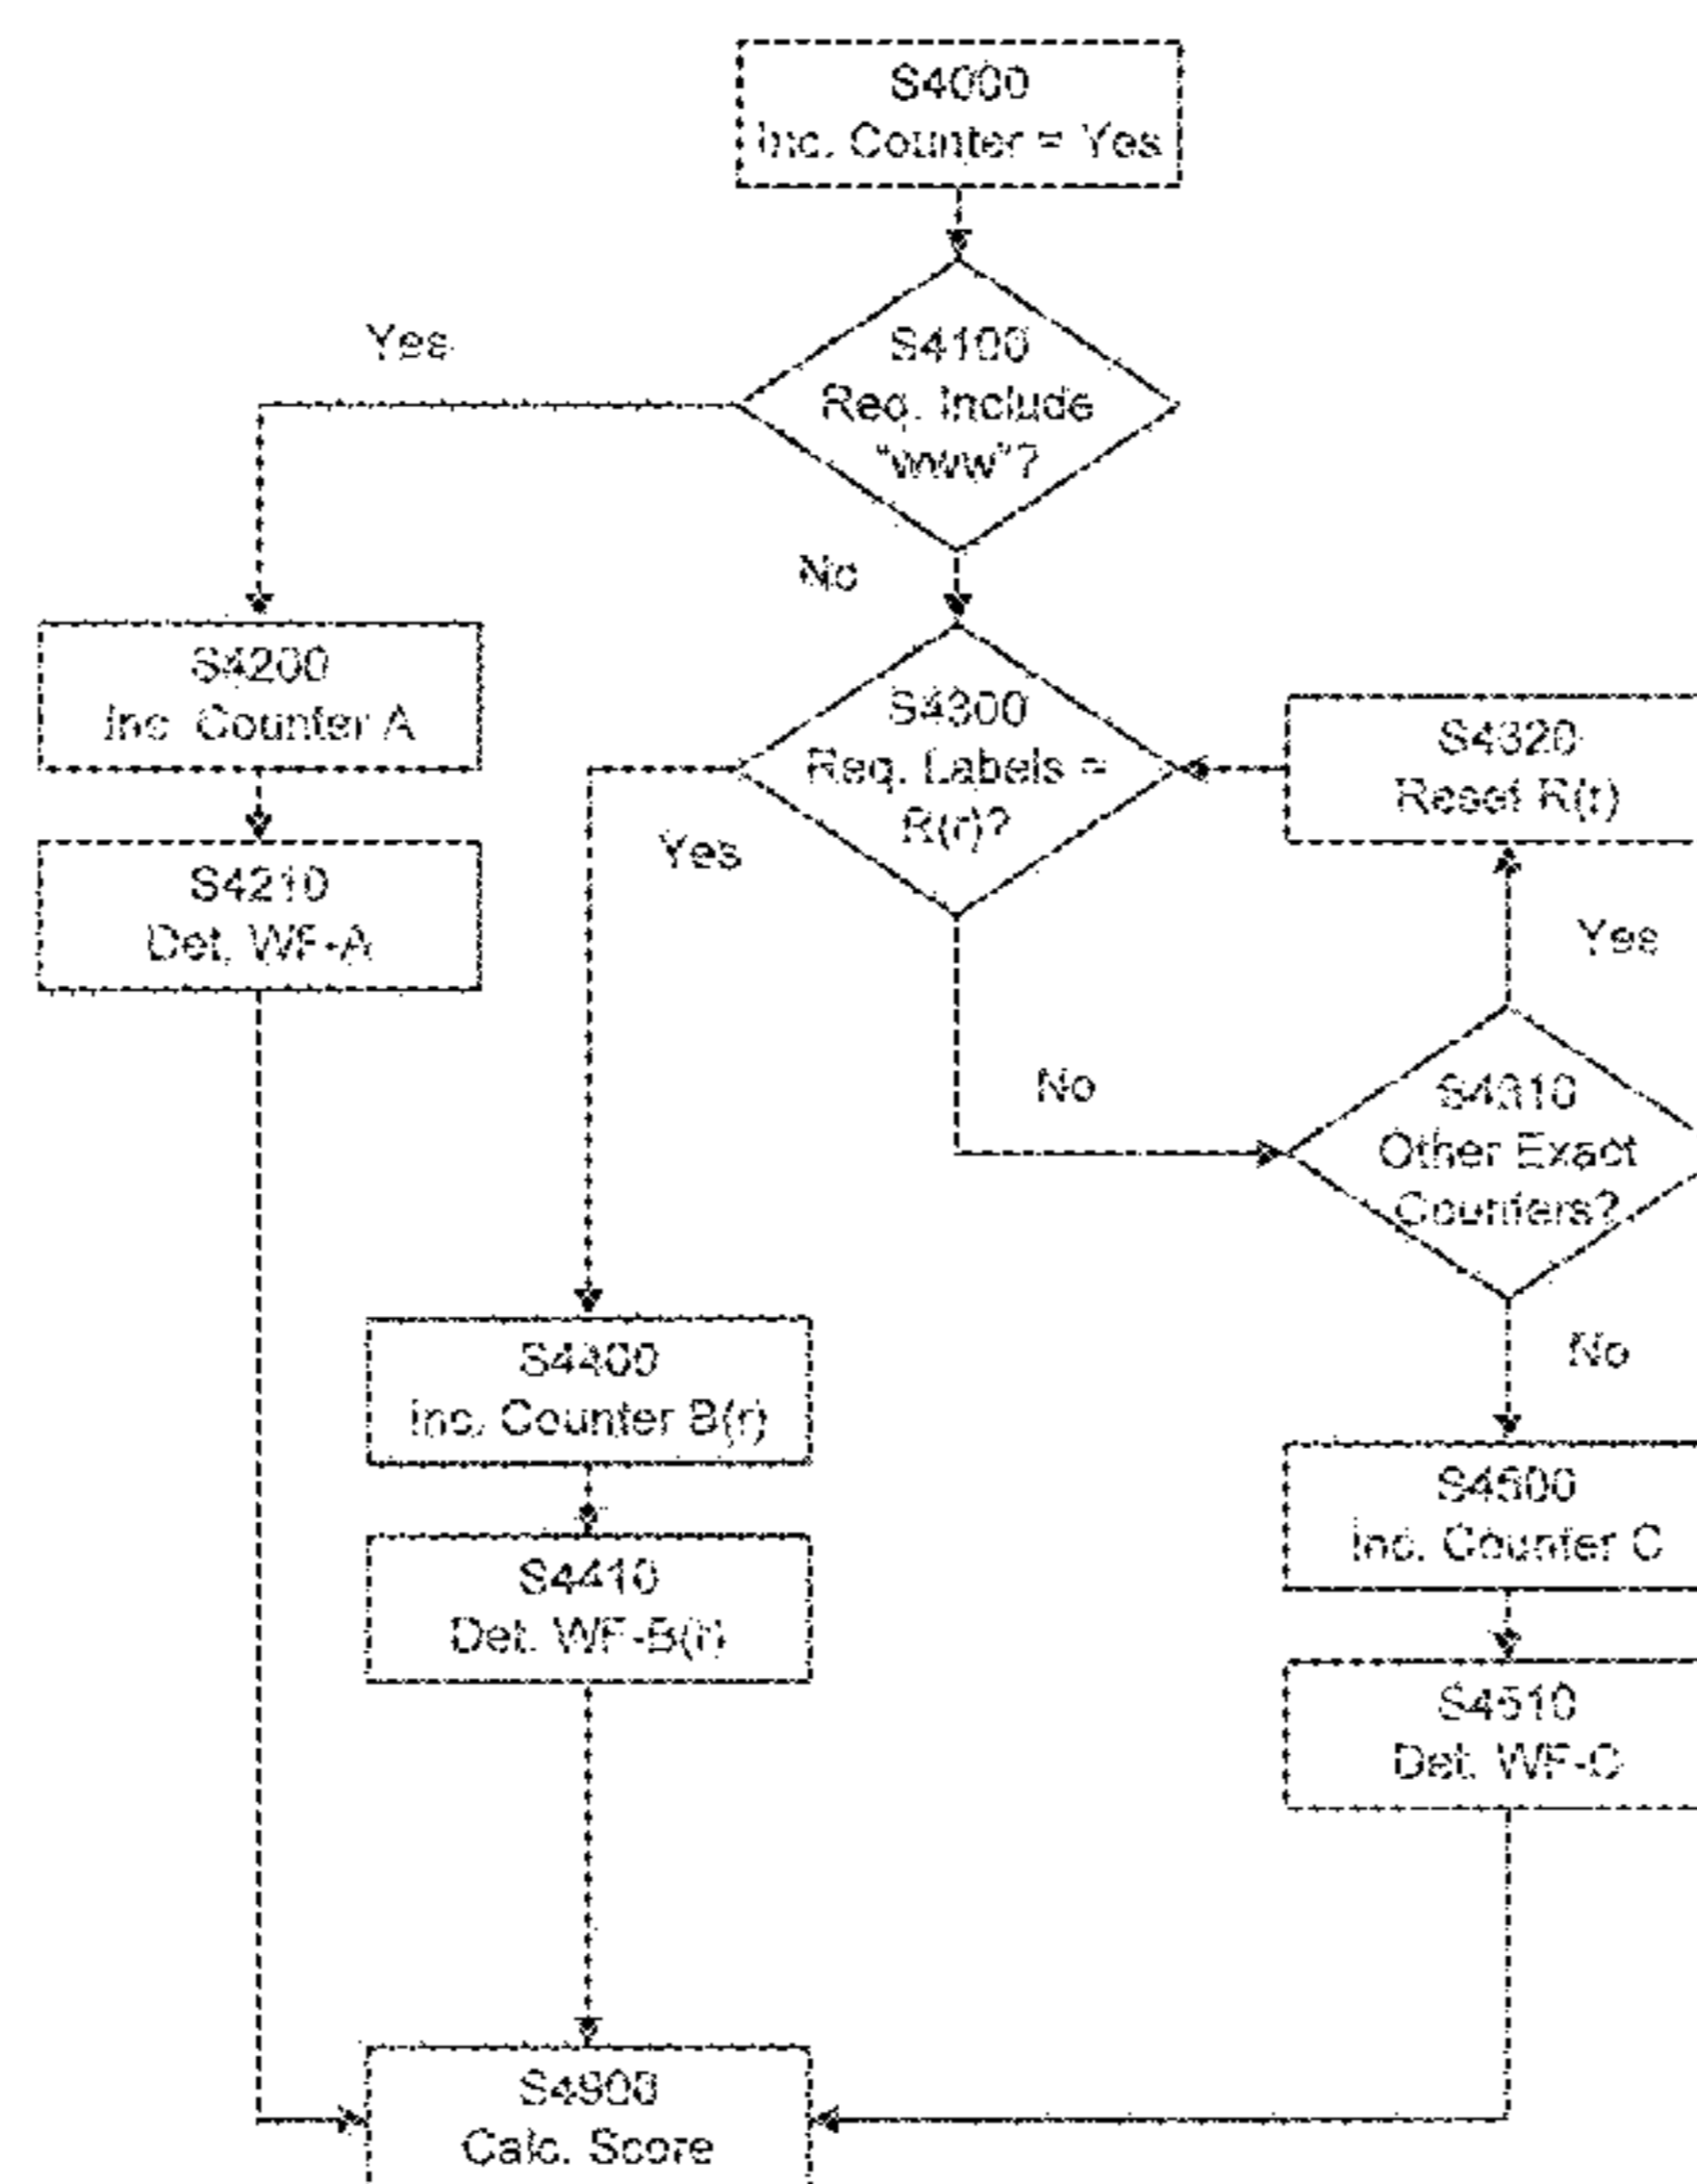 S4000
Inc. Counter = Yes
S4100
Req. Include
"www"?
Yes
No
S4200
Inc. Counter A
S4210
Det. WF-A
S4300
Req. Labels =
R(r)?
Yes
No
S4320
Reset R(r)
Yes
S4310
Other Exact
Counters?
No
S4400
Inc. Counter B(r)
S4410
Det. WF-B(r)
S4500
Inc. Counter C
S4510
Det. WF-C
S4900
Calc. Score